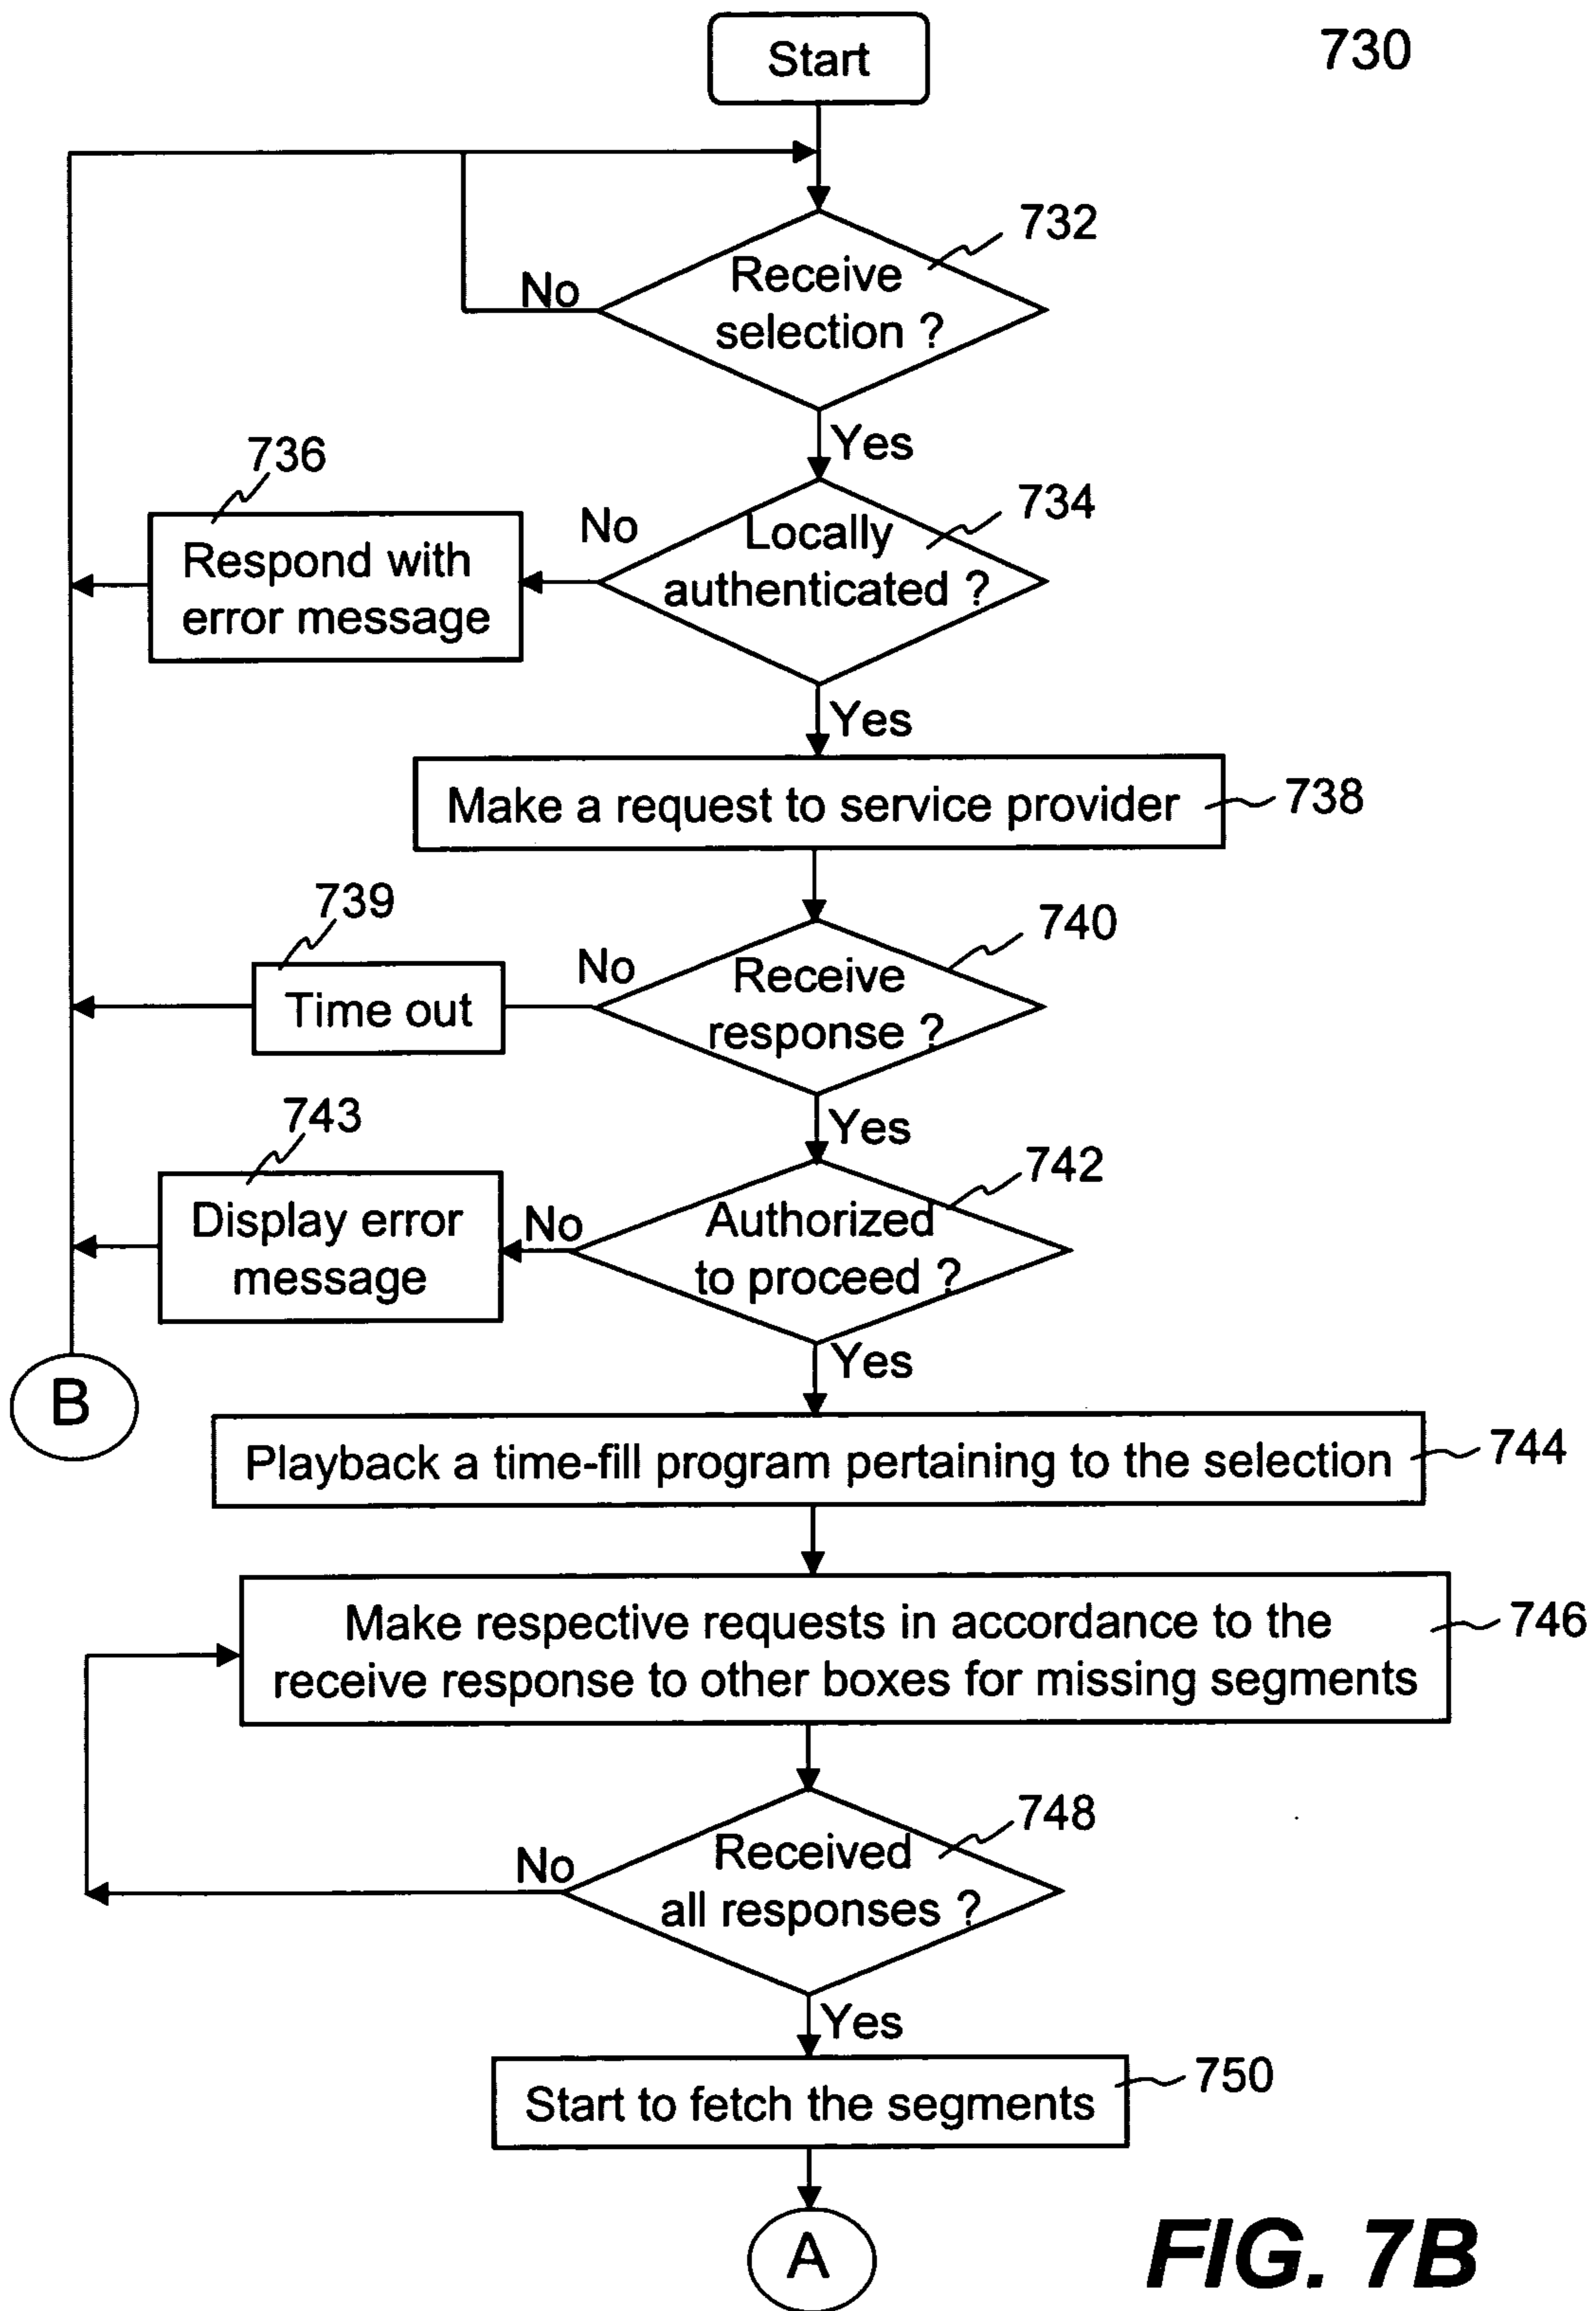 Start
730
732
Receive
selection ?
No
Yes
736
734
No
Locally
authenticated ?
Respond with
error message
Yes
Make a request to service provider
738
739
740
No
Receive
response ?
Time out
Yes
743
742
Display error
message
No
Authorized
to proceed ?
Yes
B
Playback a time-fill program pertaining to the selection
744
Make respective requests in accordance to the
receive response to other boxes for missing segments
746
748
No
Received
all responses ?
Yes
Start to fetch the segments
750
A
FIG. 7B